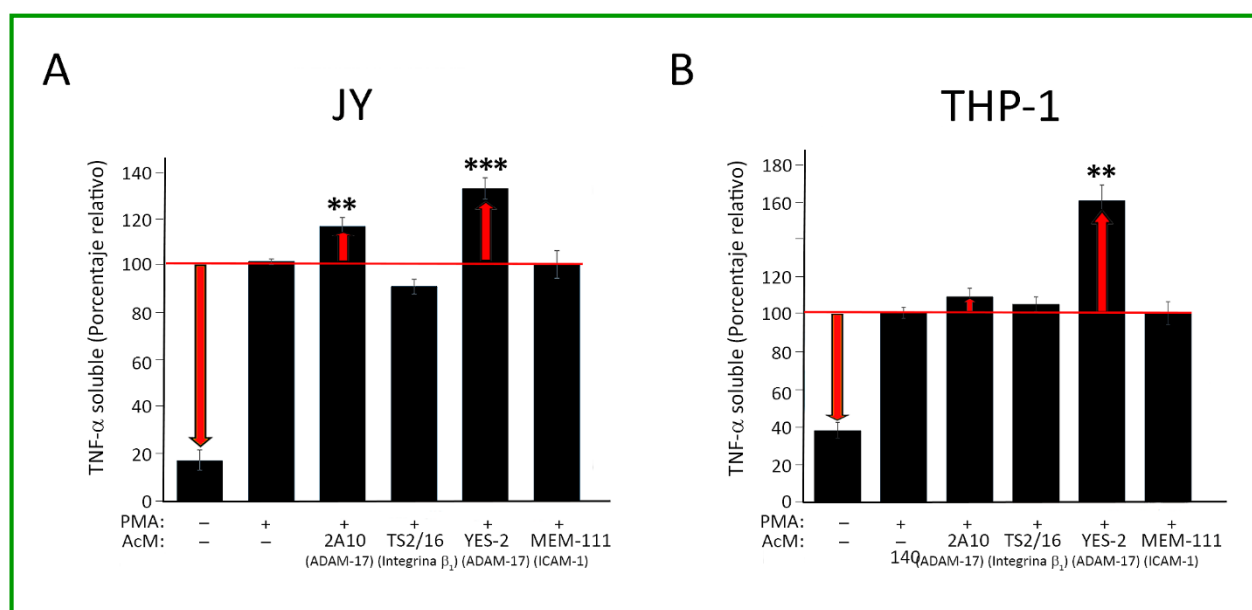 A
JY
TNF-α soluble (Porcentaje relativo)
140
120
100
80
60
40
20
0
** ***
PMA: – + + + + +
AcM: – – 2A10 TS2/16 YES-2 MEM-111
(ADAM-17) (Integrina β1) (ADAM-17) (ICAM-1)
B
THP-1
TNF-α soluble (Porcentaje relativo)
180
160
120
100
80
60
40
20
0
**
PMA: – + + + + +
AcM: – – 2A10 TS2/16 YES-2 MEM-111
140 (ADAM-17) (Integrina β1) (ADAM-17) (ICAM-1)